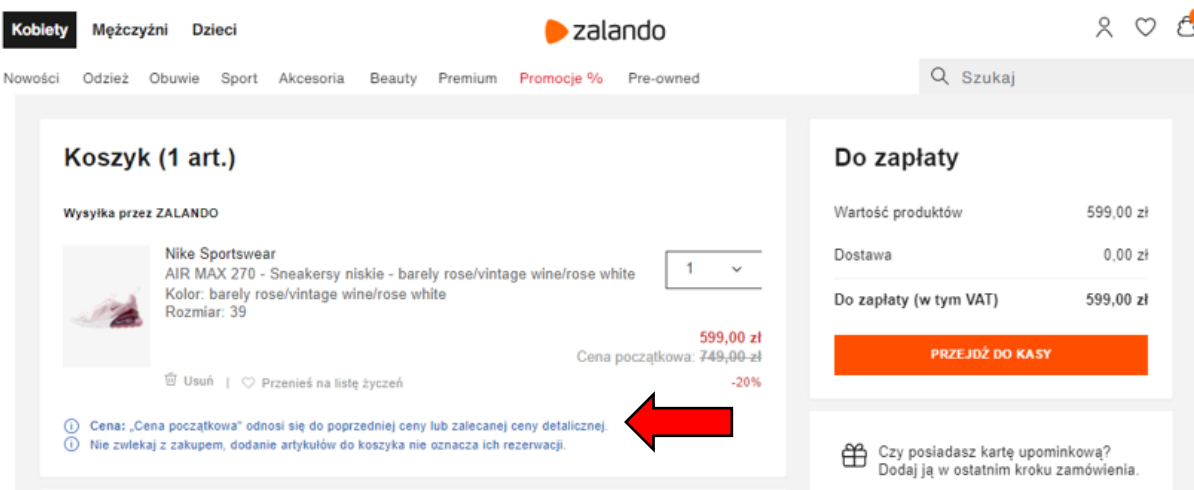 Kobiety Mężczyźni Dzieci
zalando
Nowości Odzież Obuwie Sport Akcesoria Beauty Premium Promocje % Pre-owned
Szukaj
Koszyk (1 art.)
Wysyłka przez ZALANDO
Nike Sportswear
AIR MAX 270 - Sneakersy niskie - barely rose/vintage wine/rose white
Kolor: barely rose/vintage wine/rose white
Rozmiar: 39
1
599,00 zł
Cena początkowa: 749,00 zł
-20%
Usuń | Przenieś na listę życzeń
Cena: „Cena początkowa” odnosi się do poprzedniej ceny lub zalecanej ceny detalicznej.
Nie zwlekaj z zakupem, dodanie artykułów do koszyka nie oznacza ich rezerwacji.
Do zapłaty
Wartość produktów 599,00 zł
Dostawa 0,00 zł
Do zapłaty (w tym VAT) 599,00 zł
PRZEJDŹ DO KASY
Czy posiadasz kartę upominkową?
Dodaj ją w ostatnim kroku zamówienia.